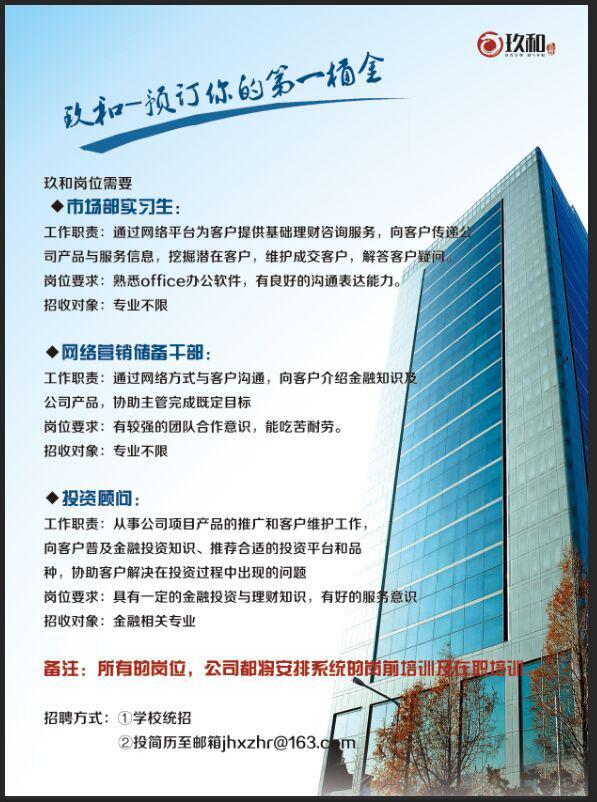 玖和
玖和一预订你的第一桶金
玖和岗位需要
◆市场部实习生：
工作职责：通过网络平台为客户提供基础理财咨询服务，向客户传递公
司产品与服务信息，挖掘潜在客户，维护成交客户，解答客户疑问。
岗位要求：熟悉office办公软件，有良好的沟通表达能力。
招收对象：专业不限
◆网络营销储备干部：
工作职责：通过网络方式与客户沟通，向客户介绍金融知识及
公司产品，协助主管完成既定目标
岗位要求：有较强的团队合作意识，能吃苦耐劳。
招收对象：专业不限
◆投资顾问：
工作职责：从事公司项目产品的推广和客户维护工作，
向客户普及金融投资知识、推荐合适的投资平台和品
种，协助客户解决在投资过程中出现的问题
岗位要求：具有一定的金融投资与理财知识，有好的服务意识
招收对象：金融相关专业
备注：所有的岗位，公司都将安排系统的岗前培训及在职培训。
招聘方式：①学校统招
②投简历至邮箱jhxzhr@163.com